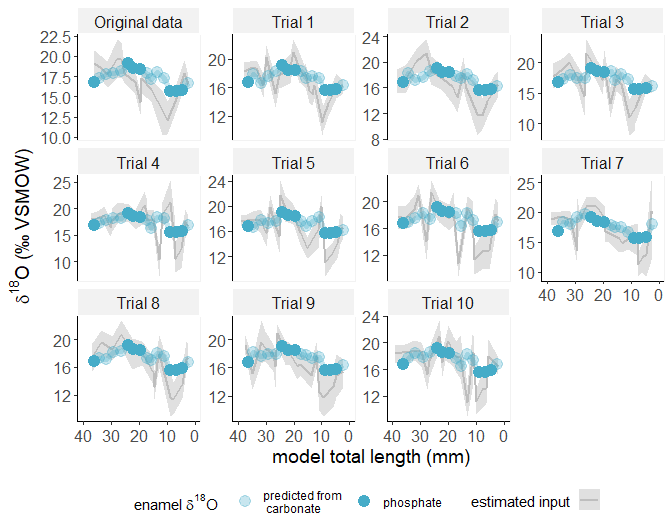 Original data
Trial 1
Trial 2
Trial 3
22.5
20.0
17.5
15.0
12.5
10.0
20
16
12
24
20
16
12
8
20
16
12
Trial 4
Trial 5
Trial 6
Trial 7
25
20
15
10
24
20
16
12
20
16
12
8
25
20
15
10
40 30 20 10 0
Trial 8
Trial 9
Trial 10
20
16
12
20
16
12
24
20
16
12
40 30 20 10 0
40 30 20 10 0
40 30 20 10 0
δ18O (‰ VSMOW)
model total length (mm)
enamel δ18O
predicted from
carbonate
phosphate
estimated input